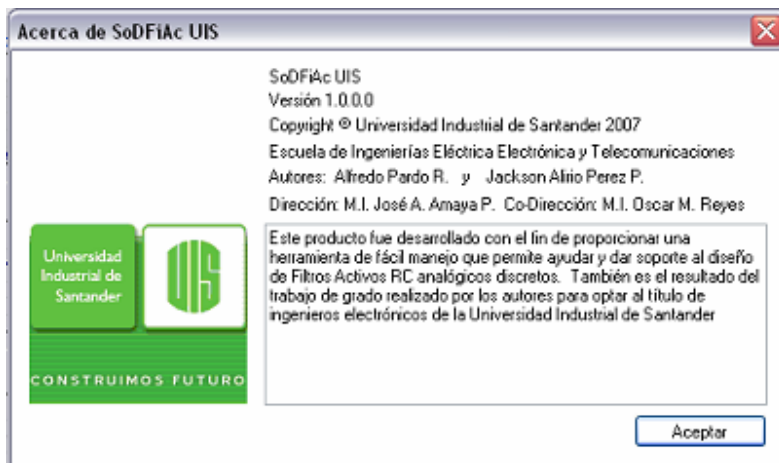 Acerca de SoDFiAc UIS
SoDFiAc UIS
Versión 1.0.0.0
Copyright © Universidad Industrial de Santander 2007
Escuela de Ingenierías Eléctrica Electrónica y Telecomunicaciones
Autores: Alfredo Pardo R. y Jackson Alirio Perez P.
Dirección: M.I. José A. Amaya P. Co-Dirección: M.I. Oscar M. Reyes
Universidad
Industrial de
Santander
UIS
CONSTRUIMOS FUTURO
Este producto fue desarrollado con el fin de proporcionar una
herramienta de fácil manejo que permite ayudar y dar soporte al diseño
de Filtros Activos RC analógicos discretos. También es el resultado del
trabajo de grado realizado por los autores para optar al título de
ingenieros electrónicos de la Universidad Industrial de Santander
Aceptar